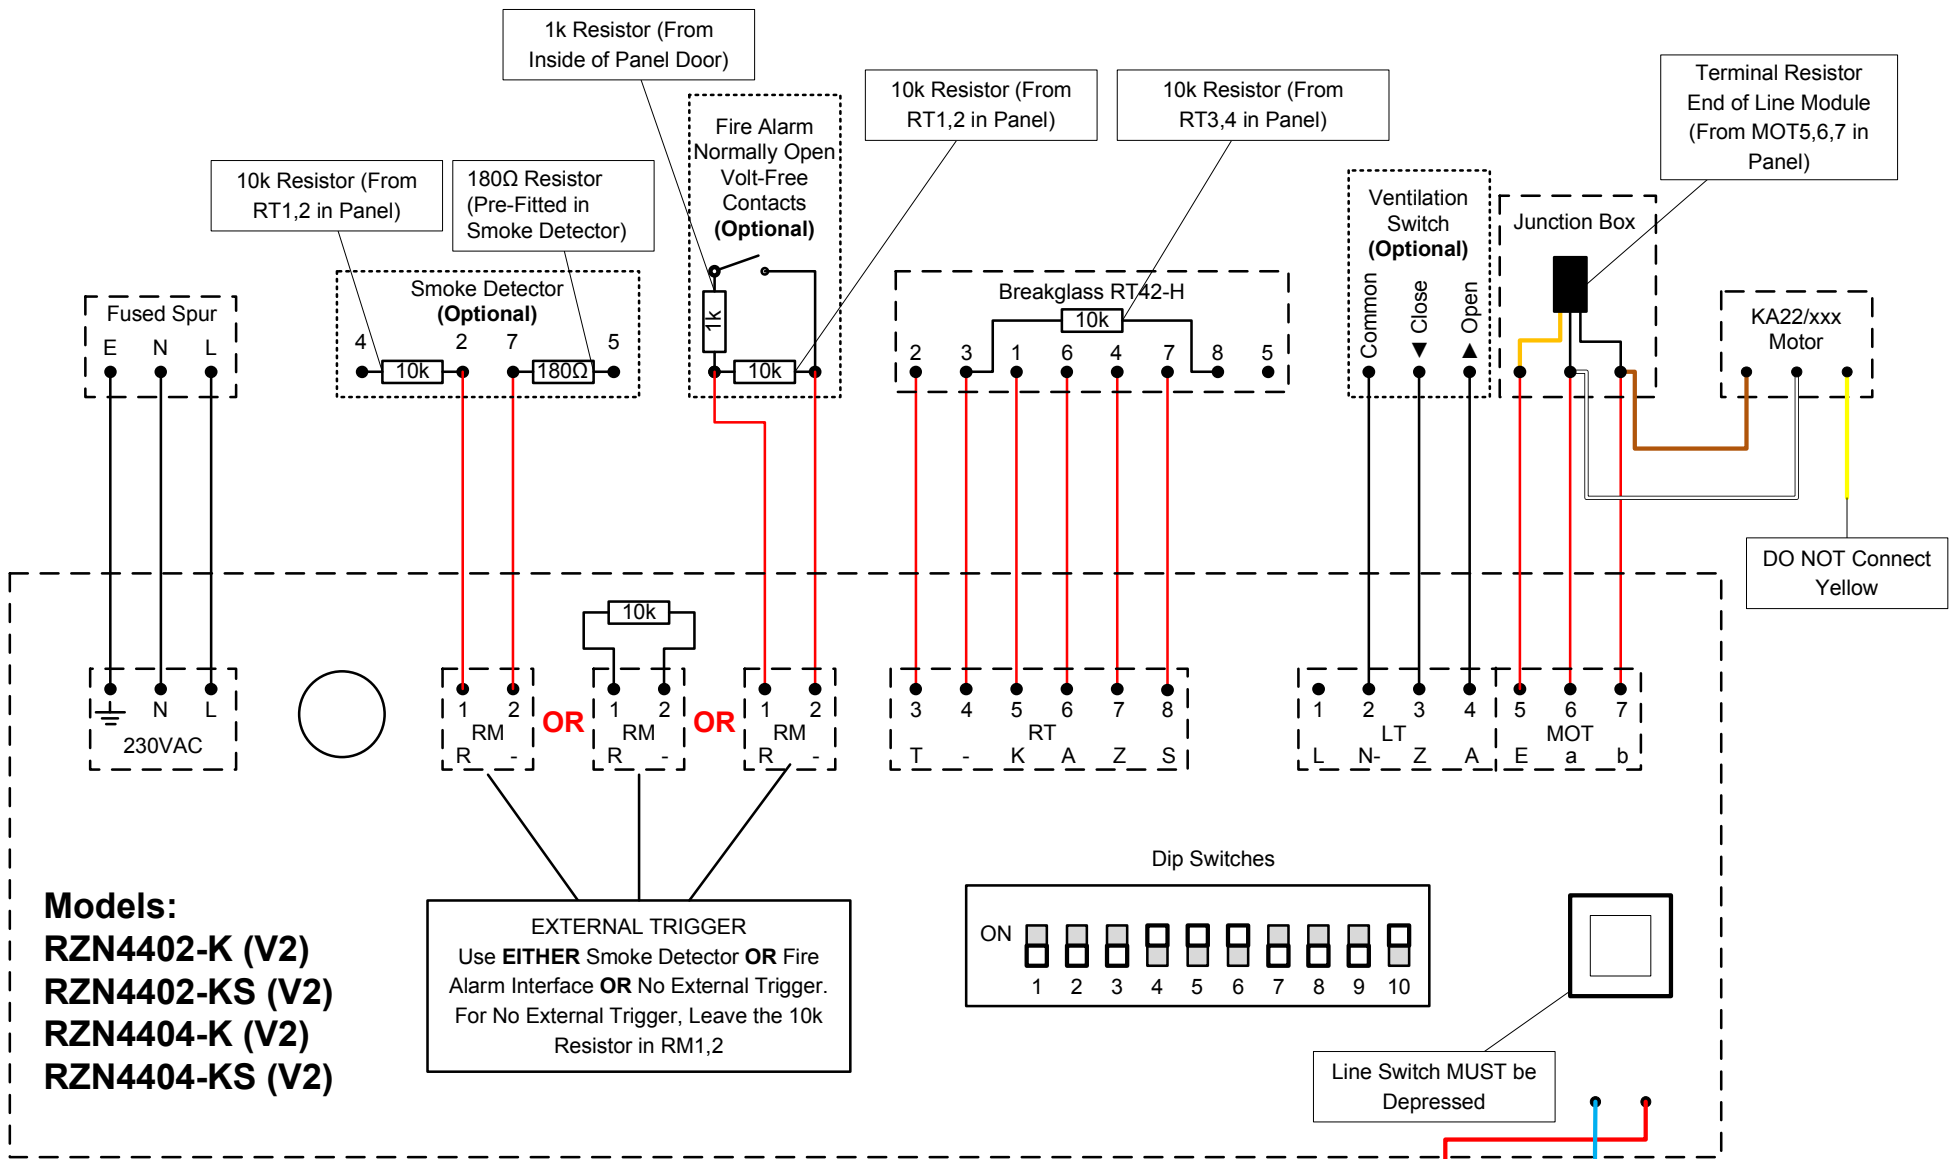 1k Resistor (From
Inside of Panel Door)
10k Resistor (From
RT1,2 in Panel)
10k Resistor (From
RT3,4 in Panel)
Terminal Resistor
End of Line Module
(From MOT5,6,7 in
Panel)
10k Resistor (From
RT1,2 in Panel)
180Ω Resistor
(Pre-Fitted in
Smoke Detector)
Fire Alarm
Normally Open
Volt-Free
Contacts
(Optional)
Ventilation
Switch
(Optional)
Junction Box
Fused Spur
E N L
Smoke Detector
(Optional)
4 2 7 5
10k 180Ω
1k
10k
Breakglass RT42-H
10k
2 3 1 6 4 7 8 5
Common
◄ Close
► Open
KA22/xxx
Motor
DO NOT Connect
Yellow
10k
N L
230VAC
1 2
RM
R -
OR
1 2
RM
R -
OR
1 2
RM
R -
3 4 5 6 7 8
RT
T - K A Z S
1 2 3 4
LT
L N- Z A
5 6 7
MOT
E a b
Models:
RZN4402-K (V2)
RZN4402-KS (V2)
RZN4404-K (V2)
RZN4404-KS (V2)
EXTERNAL TRIGGER
Use EITHER Smoke Detector OR Fire
Alarm Interface OR No External Trigger.
For No External Trigger, Leave the 10k
Resistor in RM1,2
Dip Switches
ON
1 2 3 4 5 6 7 8 9 10
Line Switch MUST be
Depressed